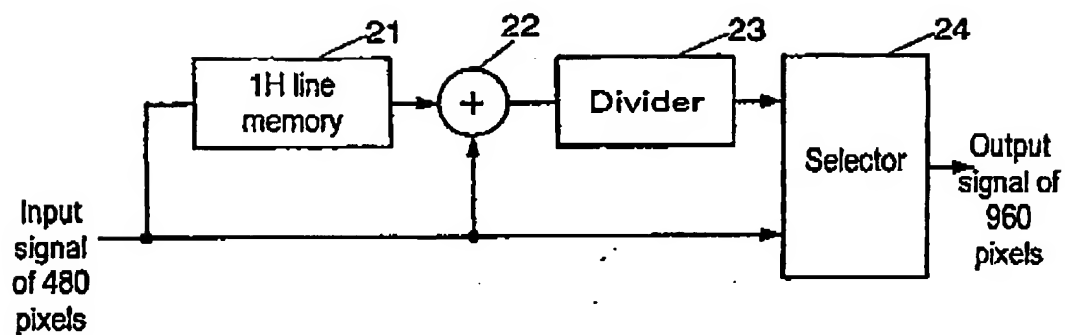 21
22
23
24
1H line
memory
+
Divider
Selector
Output
signal of
960
pixels
Input
signal
of 480
pixels